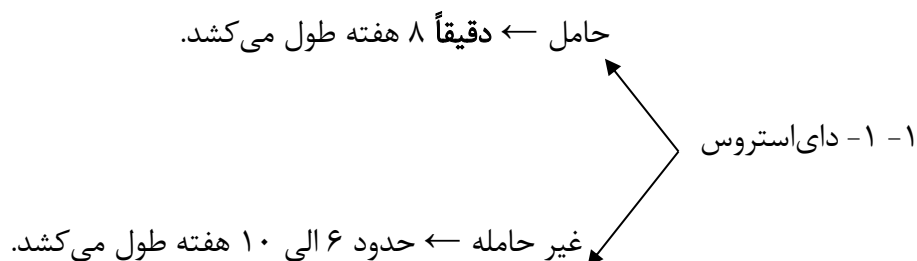 حامل ← دقیقاً ۸ هفته طول می‌کشد.
۱- ۱- دای‌استروس
غیر حامله ← حدود ۶ الی ۱۰ هفته طول می‌کشد.